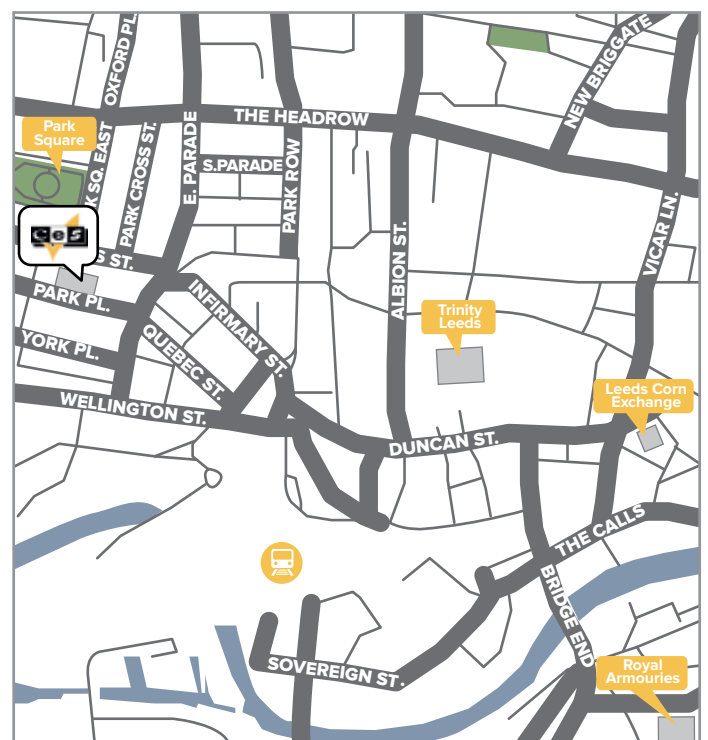 OXFORD PL.
NEW BRIGGATE
THE HEADROW
Park
Square
K SQ. EAST
PARK CROSS ST.
E. PARADE
S.PARADE
PARK ROW
VICAR LN.
ALBION ST.
GES
S ST.
PARK PL.
INFIRMARY ST.
Trinity
Leeds
YORK PL.
QUEBEC ST.
Leeds Corn
Exchange
WELLINGTON ST.
DUNCAN ST.
THE CALLS
BRIDGE END
SOVEREIGN ST.
Royal
Armouries